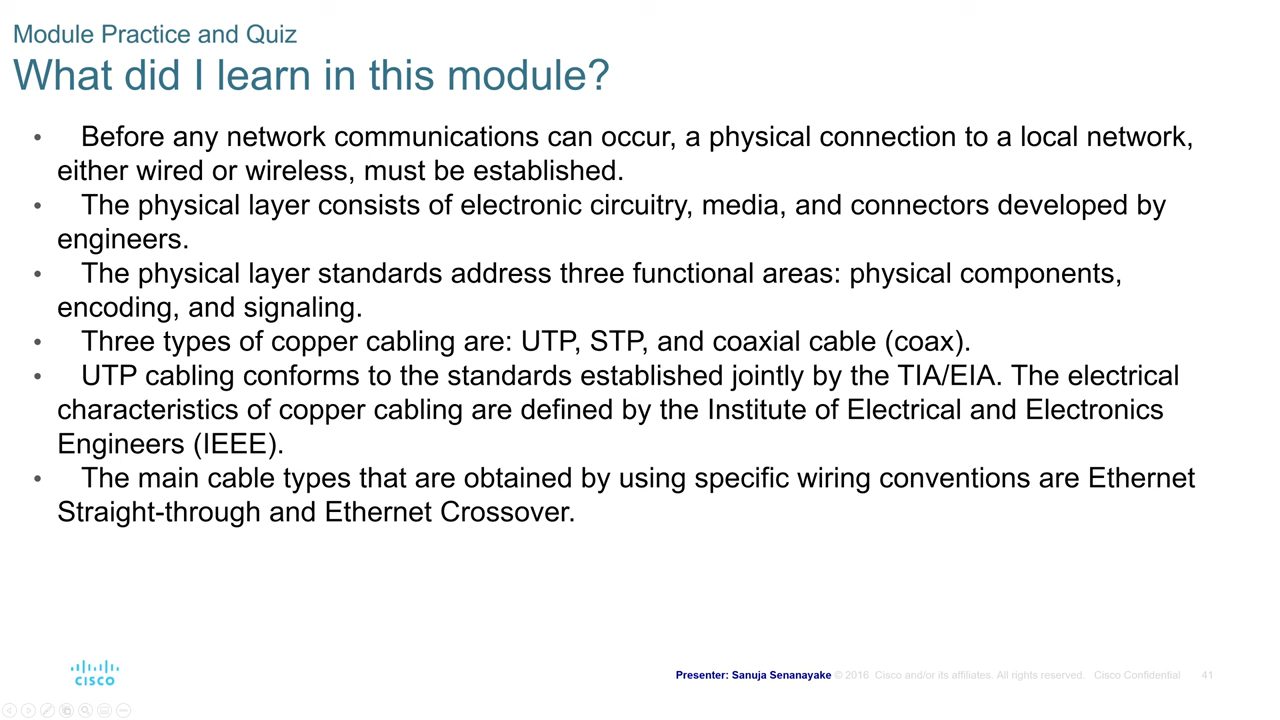 Module Practice and Quiz
What did I learn in this module?
• Before any network communications can occur, a physical connection to a local network,
either wired or wireless, must be established.
• The physical layer consists of electronic circuitry, media, and connectors developed by
engineers.
• The physical layer standards address three functional areas: physical components,
encoding, and signaling.
• Three types of copper cabling are: UTP, STP, and coaxial cable (coax).
• UTP cabling conforms to the standards established jointly by the TIA/EIA. The electrical
characteristics of copper cabling are defined by the Institute of Electrical and Electronics
Engineers (IEEE).
• The main cable types that are obtained by using specific wiring conventions are Ethernet
Straight-through and Ethernet Crossover.
CISCO
Presenter: Sanuja Senanayake © 2016 Cisco and/or its affiliates. All rights reserved. Cisco Confidential 41